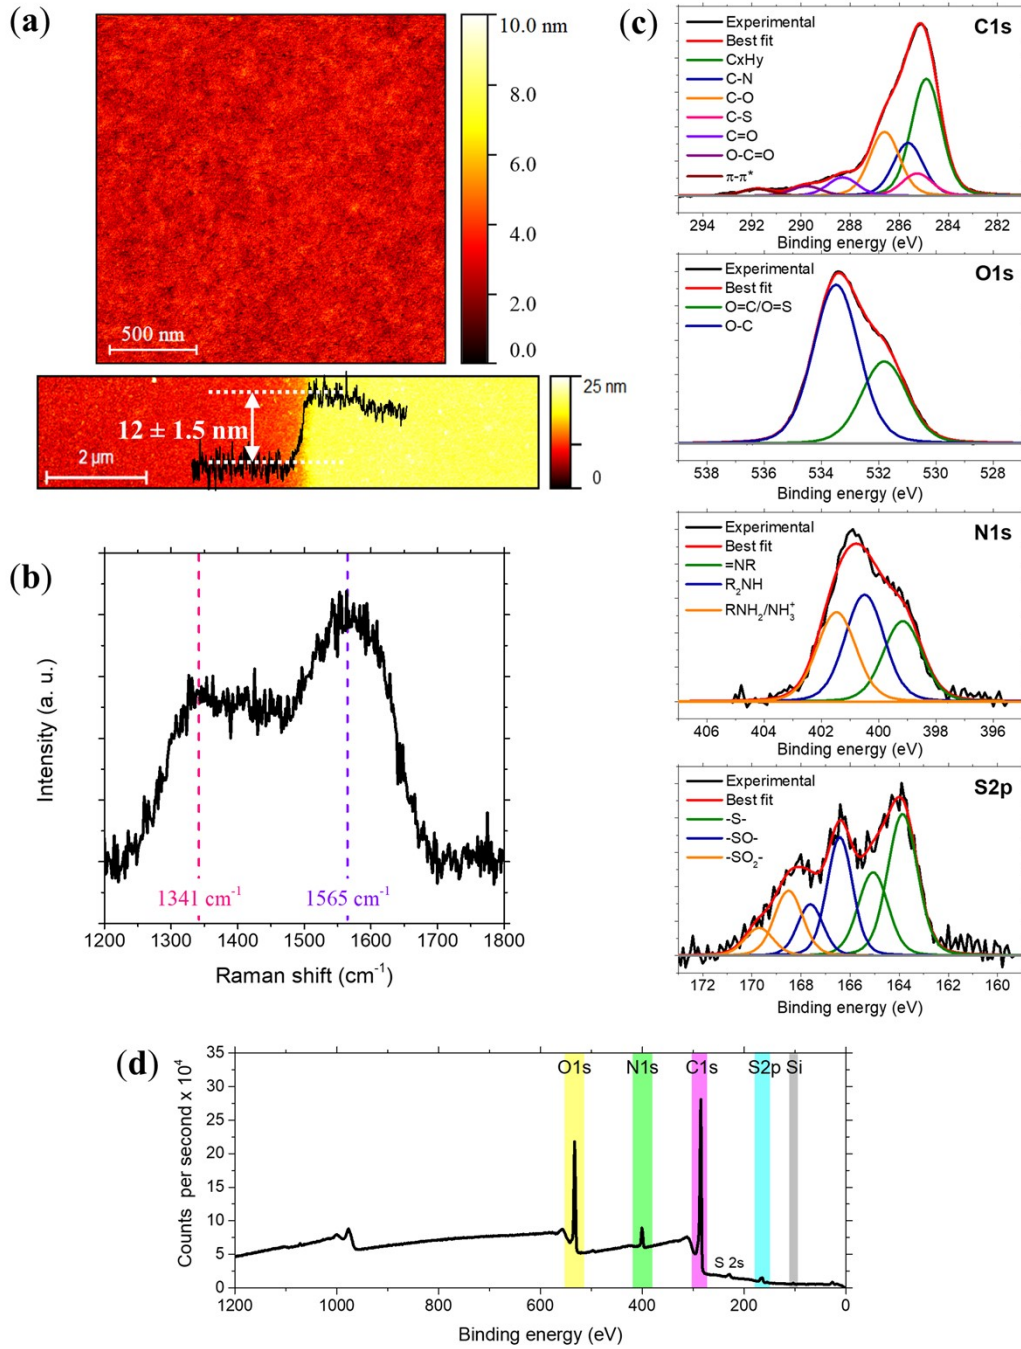 (a)
10.0 nm
8.0
6.0
4.0
2.0
0.0
500 nm
12 ± 1.5 nm
2 µm
25 nm
0
(b)
Intensity (a. u.)
1341 cm⁻¹
1565 cm⁻¹
1200 1300 1400 1500 1600 1700 1800
Raman shift (cm⁻¹)
(c)
C1s
Experimental
Best fit
CxHy
C-N
C-O
C-S
C=O
O-C=O
π-π*
294 292 290 288 286 284 282
Binding energy (eV)
O1s
Experimental
Best fit
O=C/O=S
O-C
538 536 534 532 530 528
Binding energy (eV)
N1s
Experimental
Best fit
=NR
R₂NH
RNH₂/NH₃⁺
406 404 402 400 398 396
Binding energy (eV)
S2p
Experimental
Best fit
-S-
-SO-
-SO₂-
172 170 168 166 164 162 160
Binding energy (eV)
(d)
Counts per second x 10⁴
35
30
25
20
15
10
5
0
O1s N1s C1s S2p Si
S 2s
1200 1000 800 600 400 200 0
Binding energy (eV)